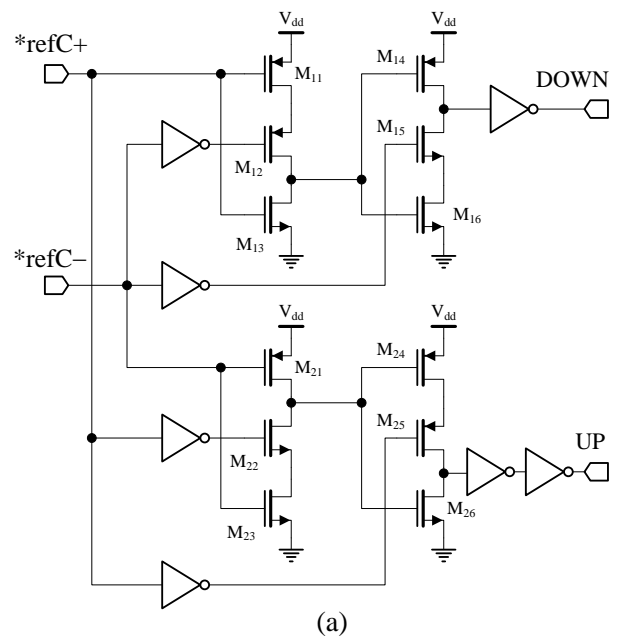 *refC+
V_dd
V_dd
M_14
DOWN
M_11
M_15
M_12
M_13
M_16
*refC−
V_dd
V_dd
M_24
M_21
M_25
UP
M_22
M_26
M_23
(a)